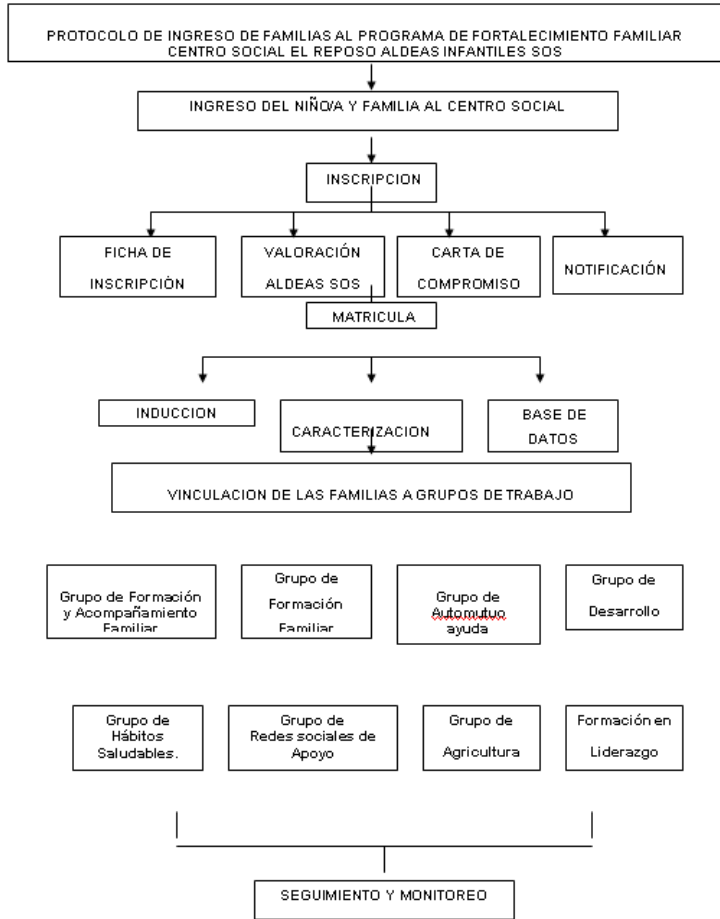 PROTOCOLO DE INGRESO DE FAMILIAS AL PROGRAMA DE FORTALECIMIENTO FAMILIAR
CENTRO SOCIAL EL REPOSO ALDEAS INFANTILES SOS
INGRESO DEL NIÑO/A Y FAMILIA AL CENTRO SOCIAL
INSCRIPCION
FICHA DE
INSCRIPCIÓN
VALORACIÓN
ALDEAS SOS
CARTA DE
COMPROMISO
NOTIFICACIÓN
MATRICULA
INDUCCION
CARACTERIZACION
BASE DE
DATOS
VINCULACION DE LAS FAMILIAS A GRUPOS DE TRABAJO
Grupo de Formación
y Acompañamiento
Familiar
Grupo de
Formación
Familiar
Grupo de
Automutuo
ayuda
Grupo de
Desarrollo
Grupo de
Hábitos
Saludables.
Grupo de
Redes sociales de
Apoyo
Grupo de
Agricultura
Formación en
Liderazgo
SEGUIMIENTO Y MONITOREO